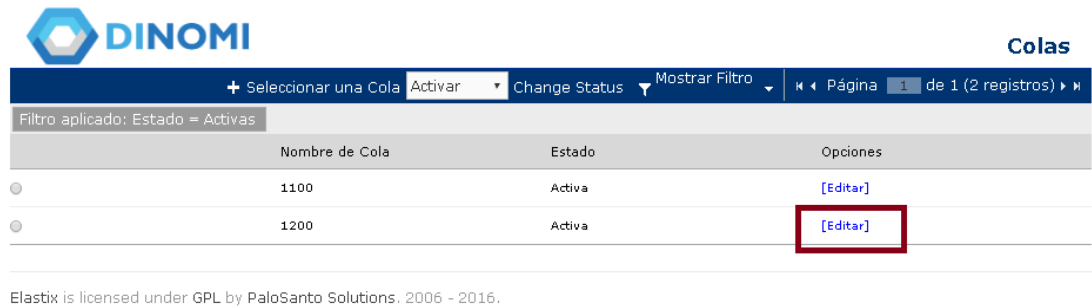 DINOMI
Colas
Seleccionar una Cola Activar Change Status Mostrar Filtro Página 1 de 1 (2 registros)
Filtro aplicado: Estado = Activas
Nombre de Cola Estado Opciones
1100 Activa [Editar]
1200 Activa [Editar]
Elastix is licensed under GPL by PaloSanto Solutions. 2006 - 2016.